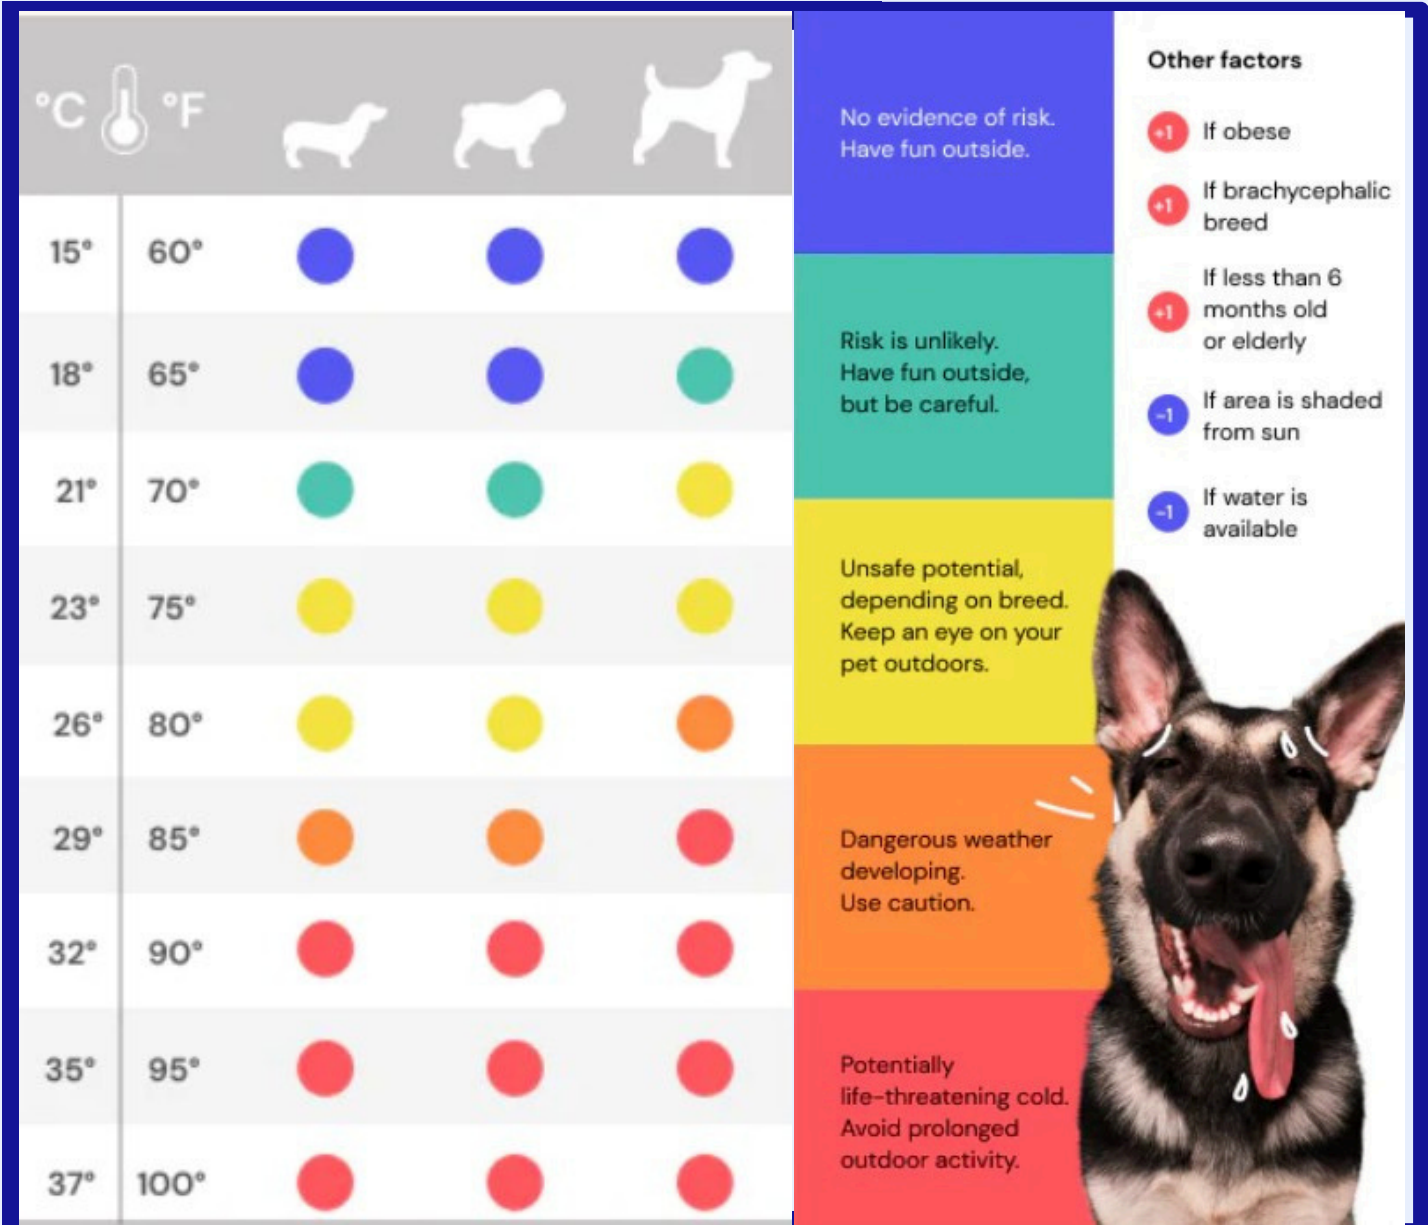 °C °F
15° 60°
18° 65°
21° 70°
23° 75°
26° 80°
29° 85°
32° 90°
35° 95°
37° 100°
No evidence of risk.
Have fun outside.
Risk is unlikely.
Have fun outside,
but be careful.
Unsafe potential,
depending on breed.
Keep an eye on your
pet outdoors.
Dangerous weather
developing.
Use caution.
Potentially
life-threatening cold.
Avoid prolonged
outdoor activity.
Other factors
+1 If obese
+1 If brachycephalic
breed
If less than 6
+1 months old
or elderly
-1 If area is shaded
from sun
-1 If water is
available